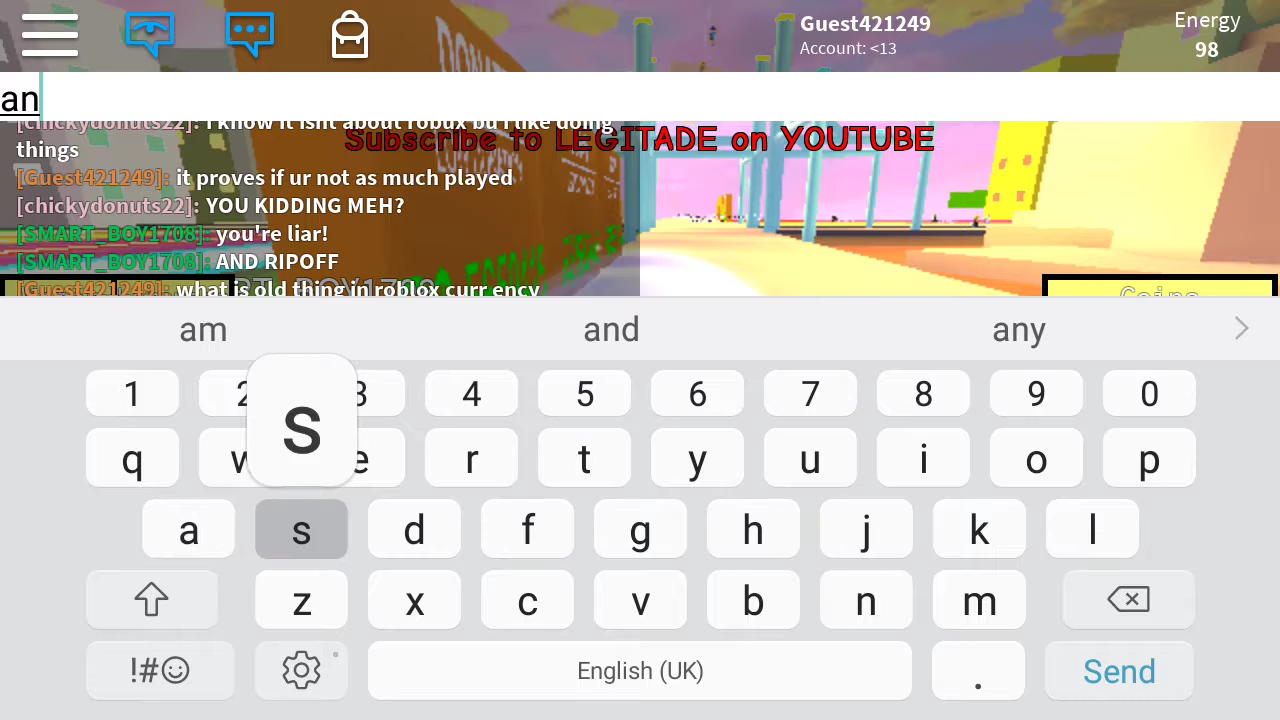 Guest421249
Account: <13
Energy
98
an
[chickydonuts22]: I know it isnt about robux bu I like doing
things
Subscribe to LEGITADE on YOUTUBE
[Guest421249]: it proves if ur not as much played
[chickydonuts22]: YOU KIDDING MEH?
[SMART_BOY1708]: you're liar!
[SMART_BOY1708]: AND RIPOFF
[Guest421249]: what is old thing in roblox curr ency
Coins
am and any
1 2 3 4 5 6 7 8 9 0
s
q w e r t y u i o p
a s d f g h j k l
z x c v b n m
!#☺ English (UK) . Send